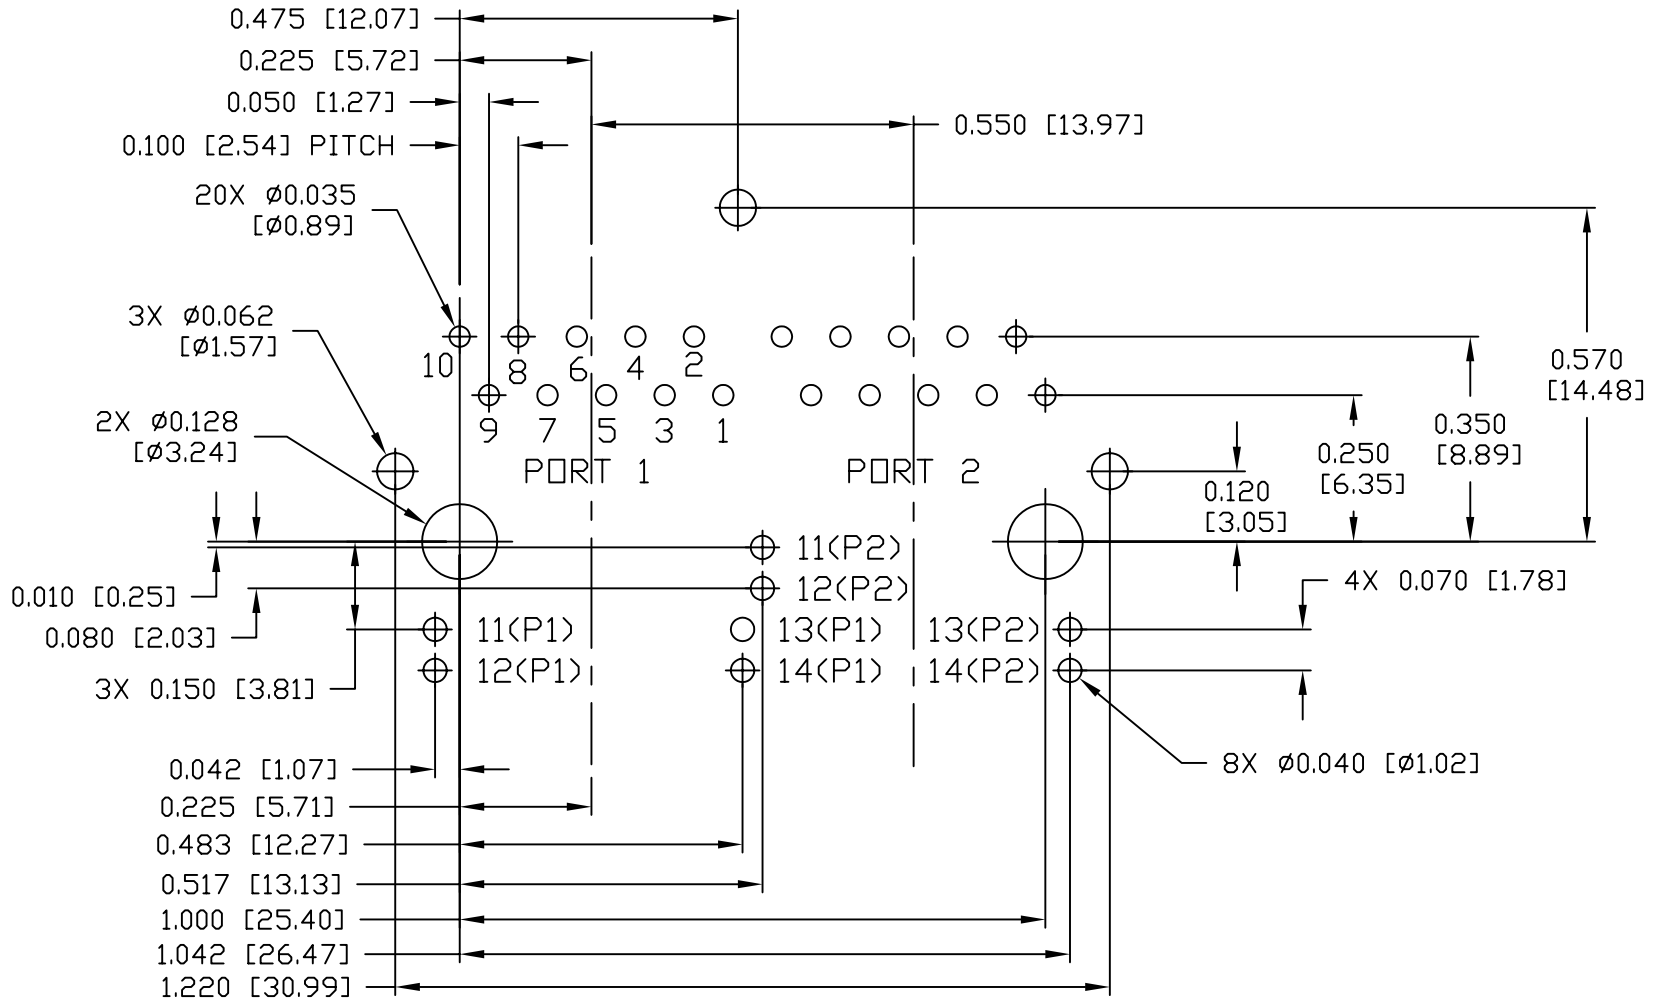 0.475 [12.07]
0.225 [5.72]
0.050 [1.27]
0.550 [13.97]
0.100 [2.54] PITCH
20X ø0.035
[ø0.89]
3X ø0.062
[ø1.57]
10
8
6
4
2
0.570
[14.48]
2X ø0.128
[ø3.24]
9
7
5
3
1
0.350
[8.89]
0.250
[6.35]
PORT 1
PORT 2
0.120
[3.05]
11(P2)
0.010 [0.25]
12(P2)
4X 0.070 [1.78]
0.080 [2.03]
11(P1)
13(P1)
13(P2)
12(P1)
14(P1)
14(P2)
3X 0.150 [3.81]
8X ø0.040 [ø1.02]
0.042 [1.07]
0.225 [5.71]
0.483 [12.27]
0.517 [13.13]
1.000 [25.40]
1.042 [26.47]
1.220 [30.99]